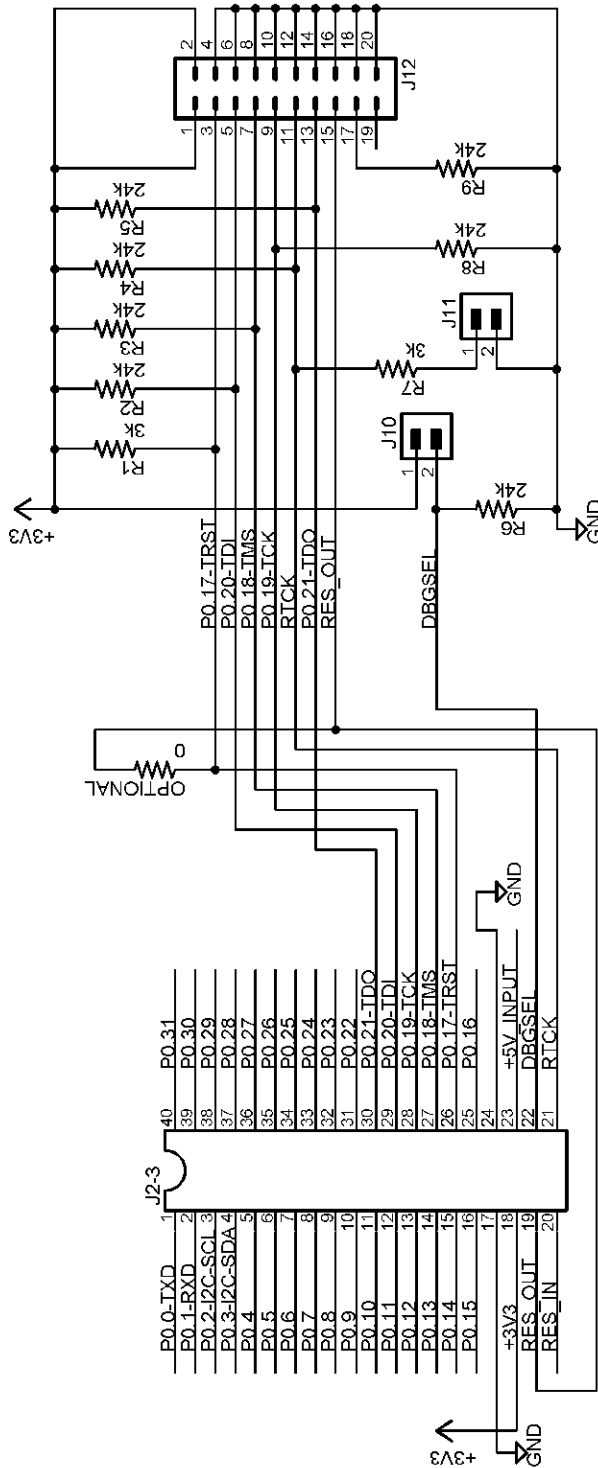 J2-3
P0.0-TXD 1
P0.1-RXD 2
P0.2-I2C-SCL 3
P0.3-I2C-SDA 4
P0.4 5
P0.5 6
P0.6 7
P0.7 8
P0.8 9
P0.9 10
P0.10 11
P0.11 12
P0.12 13
P0.13 14
P0.14 15
P0.15 16
17
+3V3 18
RES_OUT 19
RES_IN 20
+3V3
GND
40 P0.31
39 P0.30
38 P0.29
37 P0.28
36 P0.27
35 P0.26
34 P0.25
33 P0.24
32 P0.23
31 P0.22
30 P0.21-TDO
29 P0.20-TDI
28 P0.19-TCK
27 P0.18-TMS
26 P0.17-TRST
25 P0.16
24
23 +5V_INPUT
22 DBGSEL
21 RTCK
GND
OPTIONAL
0
+3V3
P0.17-TRST
P0.20-TDI
P0.18-TMS
P0.19-TCK
RTCK
P0.21-TDO
RES_OUT
DBGSEL
R1
3k
R2
24k
R3
24k
R4
24k
R5
24k
J10
1
2
R6
24k
GND
R7
3k
J11
1
2
R8
24k
R9
24k
1 2
3 4
5 6
7 8
9 10
11 12
13 14
15 16
17 18
19 20
J12